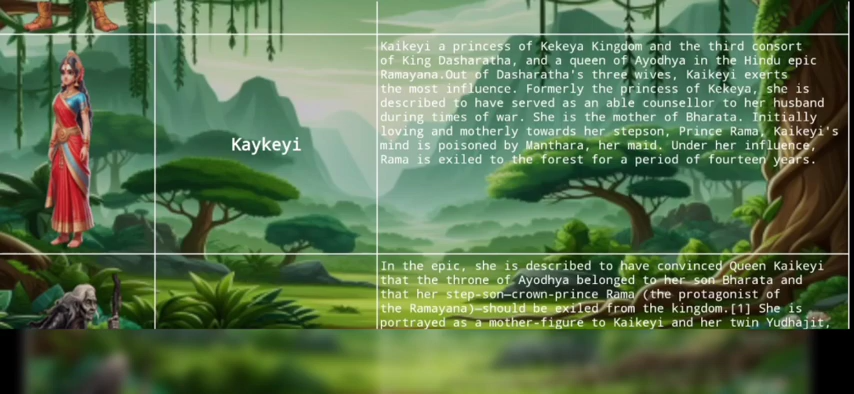 Kaikeyi a princess of Kekeya Kingdom and the third consort
of King Dasharatha, and a queen of Ayodhya in the Hindu epic
Ramayana.Out of Dasharatha's three wives, Kaikeyi exerts
the most influence. Formerly the princess of Kekeya, she is
described to have served as an able counsellor to her husband
during times of war. She is the mother of Bharata. Initially
loving and motherly towards her stepson, Prince Rama, Kaikeyi's
mind is poisoned by Manthara, her maid. Under her influence,
Rama is exiled to the forest for a period of fourteen years.
Kaykeyi
In the epic, she is described to have convinced Queen Kaikeyi
that the throne of Ayodhya belonged to her son Bharata and
that her step-son—crown-prince Rama (the protagonist of
the Ramayana)—should be exiled from the kingdom.[1] She is
portrayed as a mother-figure to Kaikeyi and her twin Yudhajit,